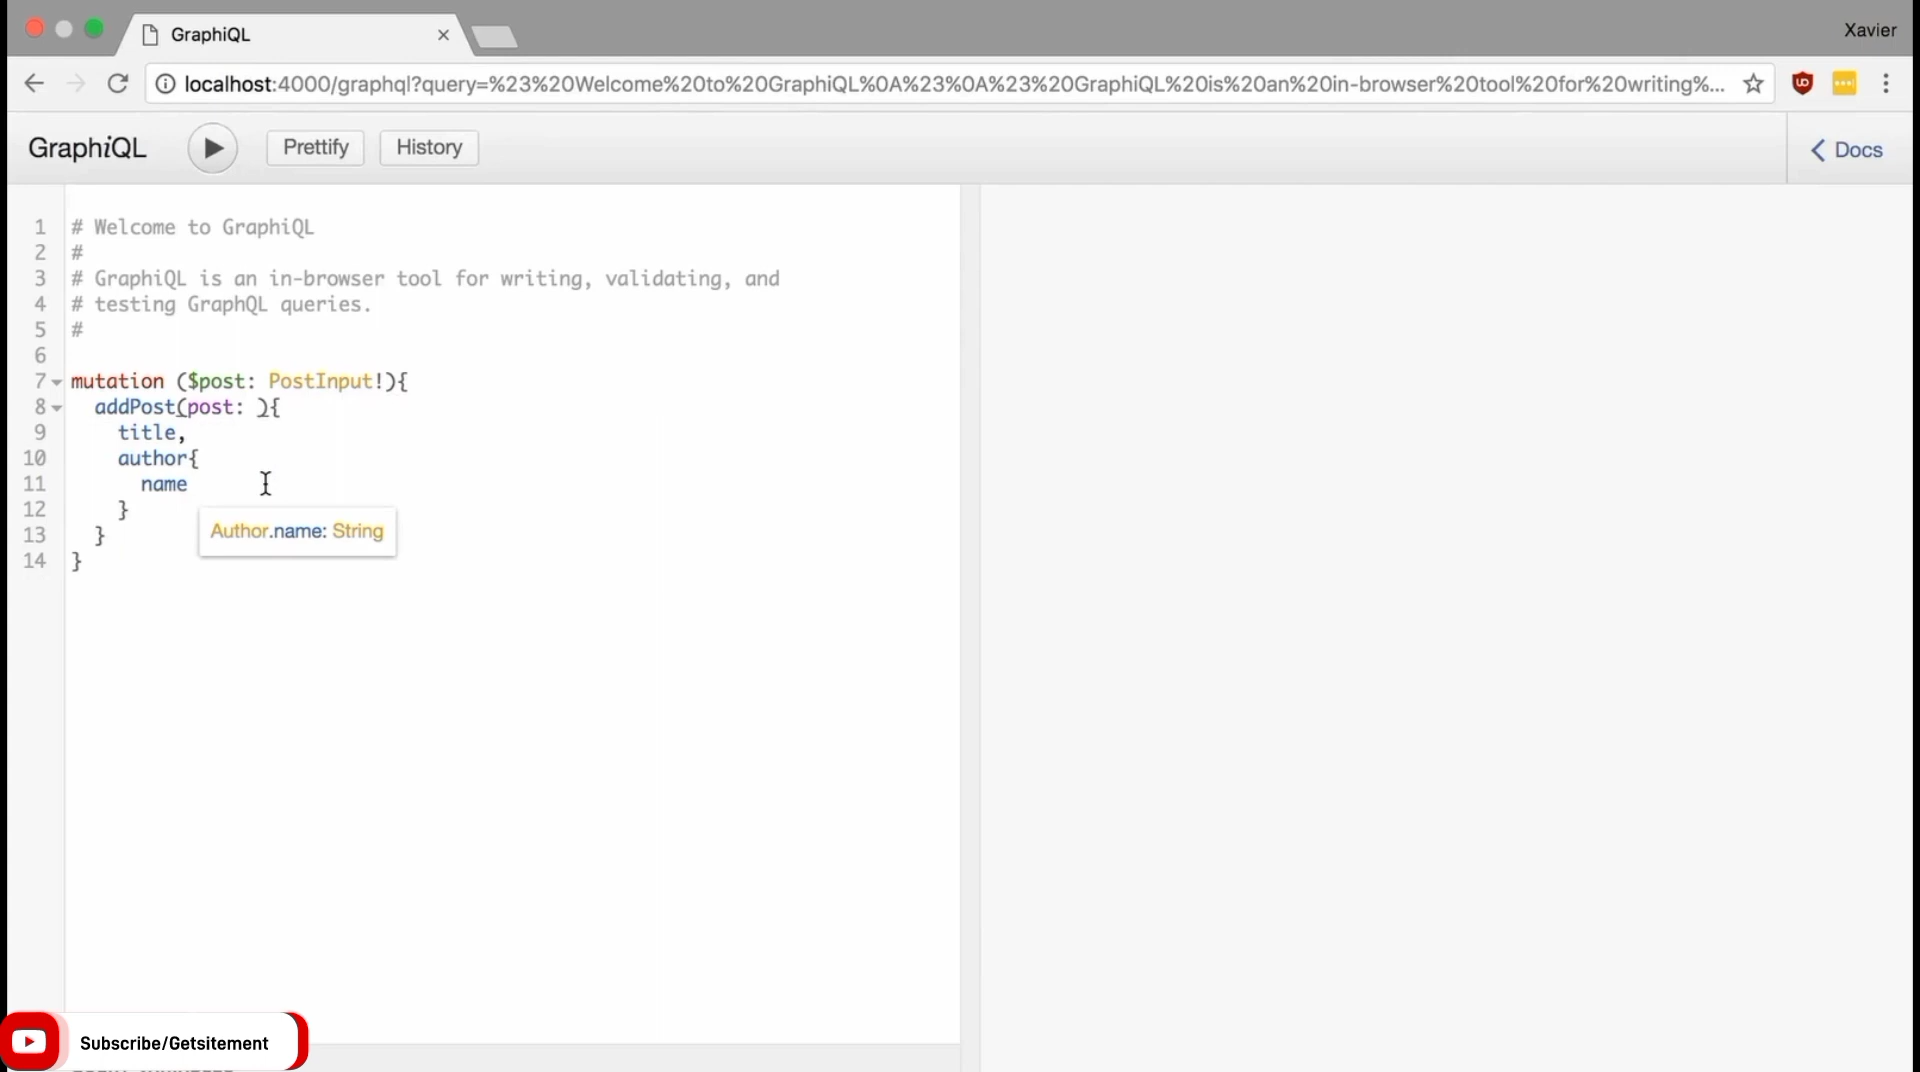 GraphiQL
Xavier
localhost:4000/graphql?query=%23%20Welcome%20to%20GraphiQL%0A%23%0A%23%20GraphiQL%20is%20an%20in-browser%20tool%20for%20writing%...
GraphiQL
Prettify
History
Docs
1 # Welcome to GraphiQL
2 #
3 # GraphiQL is an in-browser tool for writing, validating, and
4 # testing GraphQL queries.
5 #
6
7 mutation ($post: PostInput!){
8 addPost(post: ){
9 title,
10 author{
11 name
12 }
13 }
14 }
Author.name: String
Subscribe/Getsitement